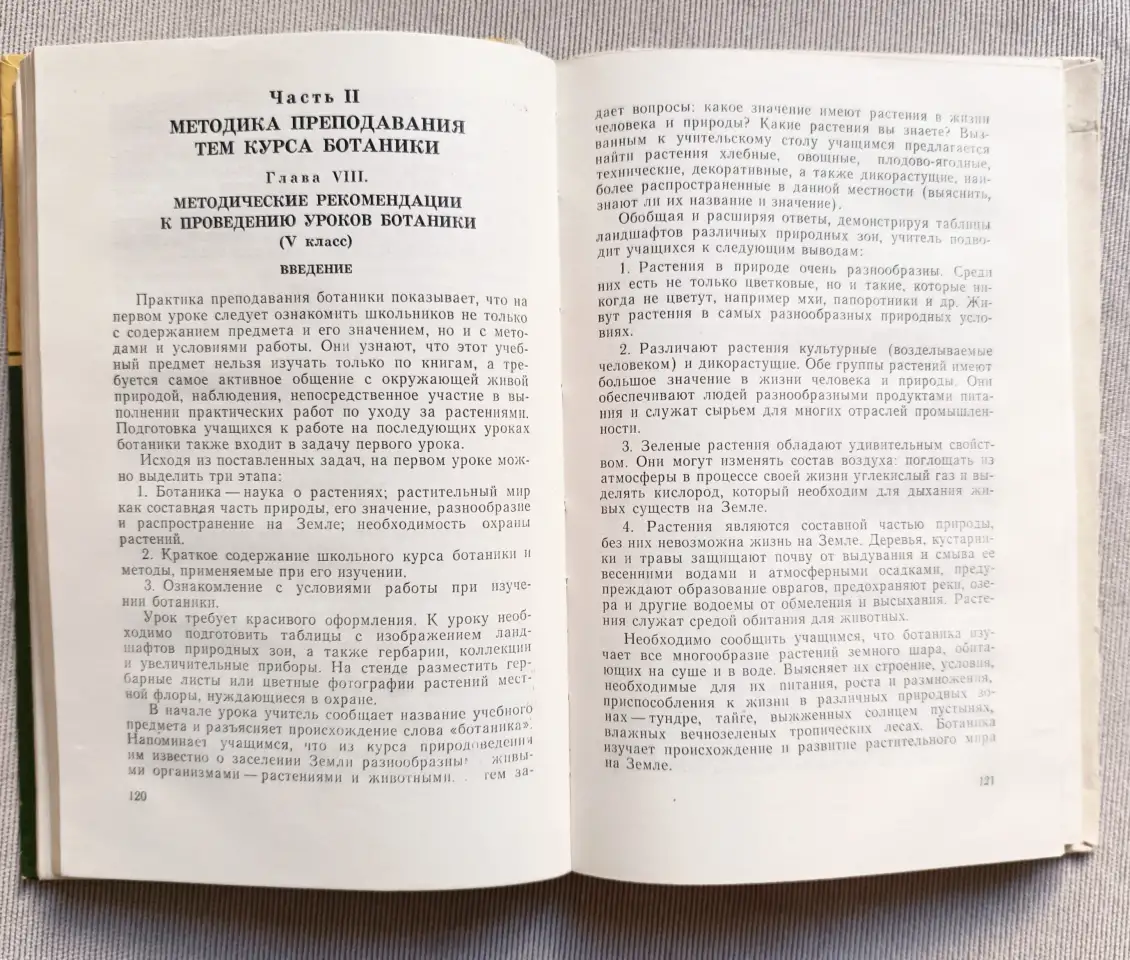 Часть II
МЕТОДИКА ПРЕПОДАВАНИЯ
ТЕМ КУРСА БОТАНИКИ
Глава VIII.
МЕТОДИЧЕСКИЕ РЕКОМЕНДАЦИИ
К ПРОВЕДЕНИЮ УРОКОВ БОТАНИКИ
(V класс)
ВВЕДЕНИЕ
Практика преподавания ботаники показывает, что на
первом уроке следует ознакомить школьников не только
с содержанием предмета и его значением, но и с мето-
дами и условиями работы. Они узнают, что этот учеб-
ный предмет нельзя изучать только по книгам, а тре-
буется самое активное общение с окружающей живой
природой, наблюдения, непосредственное участие в вы-
полнении практических работ по уходу за растениями.
Подготовка учащихся к работе на последующих уроках
ботаники также входит в задачу первого урока.
Исходя из поставленных задач, на первом уроке мож-
но выделить три этапа:
1. Ботаника — наука о растениях; растительный мир
как составная часть природы, его значение, разнообразие
и распространение на Земле; необходимость охраны
растений.
2. Краткое содержание школьного курса ботаники и
методы, применяемые при его изучении.
3. Ознакомление с условиями работы при изуче-
нии ботаники.
Урок требует красивого оформления. К уроку необ-
ходимо подготовить таблицы с изображением ланд-
шафтов природных зон, а также гербарии, коллекции
и увеличительные приборы. На стенде разместить гер-
барные листы или цветные фотографии растений мест-
ной флоры, нуждающиеся в охране.
В начале урока учитель сообщает название учебного
предмета и разъясняет происхождение слова «ботаника».
Напоминает учащимся, что из курса природоведения
им известно о заселении Земли разнообразны живы-
ми организмами — растениями и животными. тем за-
120
дает вопросы: какое значение имеют растения в жизни
человека и природы? Какие растения вы знаете? Выз-
ванным к учительскому столу учащимся предлагается
найти растения хлебные, овощные, плодово-ягодные,
технические, декоративные, а также дикорастущие, наи-
более распространенные в данной местности (выяснить,
знают ли их название и значение).
Обобщая и расширяя ответы, демонстрируя таблицы
ландшафтов различных природных зон, учитель подво-
дит учащихся к следующим выводам:
1. Растения в природе очень разнообразны. Среди
них есть не только цветковые, но и такие, которые ни-
когда не цветут, например мхи, папоротники и др. Жи-
вут растения в самых разнообразных природных усло-
виях.
2. Различают растения культурные (возделываемые
человеком) и дикорастущие. Обе группы растений имеют
большое значение в жизни человека и природы. Они
обеспечивают людей разнообразными продуктами пита-
ния и служат сырьем для многих отраслей промышлен-
ности.
3. Зеленые растения обладают удивительным свойст-
вом. Они могут изменять состав воздуха: поглощать из
атмосферы в процессе своей жизни углекислый газ и вы-
делять кислород, который необходим для дыхания жи-
вых существ на Земле.
4. Растения являются составной частью природы,
без них невозможна жизнь на Земле. Деревья, кустарни-
ки и травы защищают почву от выдувания и смыва ее
весенними водами и атмосферными осадками, преду-
преждают образование оврагов, предохраняют реки, озе-
ра и другие водоемы от обмеления и высыхания. Расте-
ния служат средой обитания для животных.
Необходимо сообщить учащимся, что ботаника изу-
чает все многообразие растений земного шара, обита-
ющих на суше и в воде. Выясняет их строение, условия,
необходимые для их питания, роста и размножения,
приспособления к жизни в различных природных зо-
нах — тундре, тайге, выжженных солнцем пустынях,
влажных вечнозеленых тропических лесах. Ботаника
изучает происхождение и развитие растительного мира
на Земле.
121